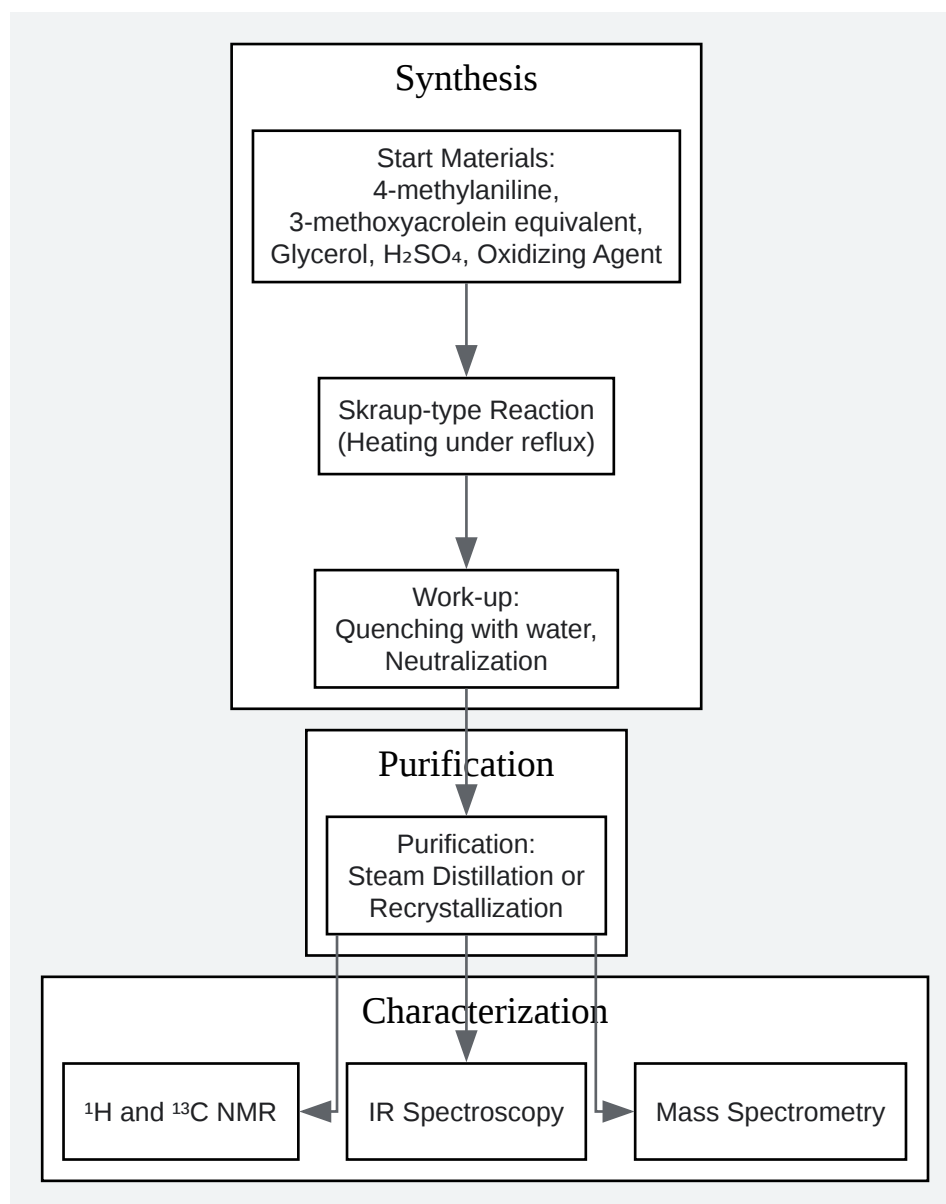 Synthesis
Start Materials:
4-methylaniline,
3-methoxyacrolein equivalent,
Glycerol, H₂SO₄, Oxidizing Agent
Skraup-type Reaction
(Heating under reflux)
Work-up:
Quenching with water,
Neutralization
Purification
Purification:
Steam Distillation or
Recrystallization
Characterization
¹H and ¹³C NMR
IR Spectroscopy
Mass Spectrometry